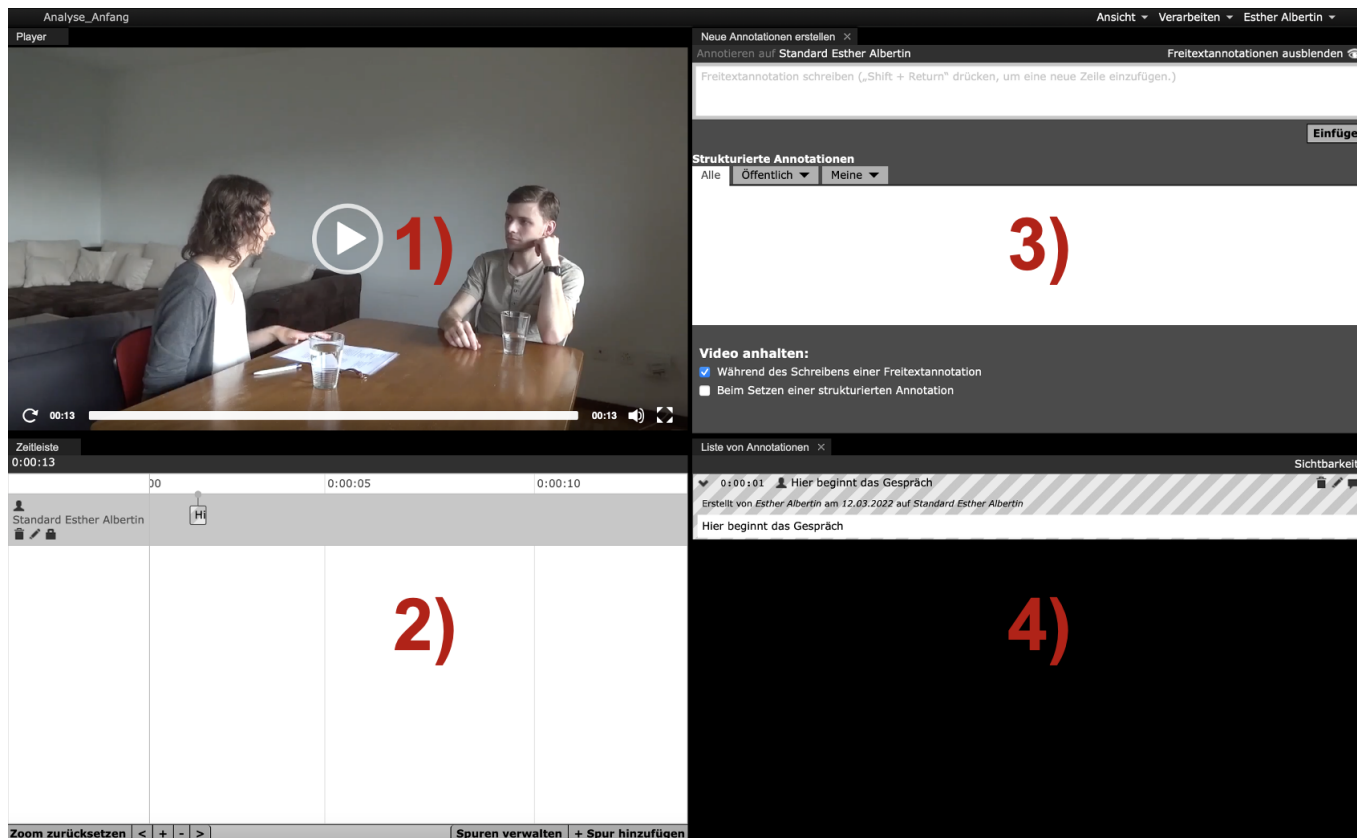 Analyse_Anfang
Ansicht Verarbeiten Esther Albertin
Player
1)
00:13 00:13
Neue Annotationen erstellen ×
Annotieren auf Standard Esther Albertin Freitextannotationen ausblenden
Freitextannotation schreiben („Shift + Return“ drücken, um eine neue Zelle einzufügen.)
Einfüge
Strukturierte Annotationen
Alle Öffentlich Meine
3)
Video anhalten:
Während des Schreibens einer Freitextannotation
Beim Setzen einer strukturierten Annotation
Zeitleiste
0:00:13
00 0:00:05 0:00:10
Hi
Standard Esther Albertin
2)
Zoom zurücksetzen < + - > Spuren verwalten + Spur hinzufügen
Liste von Annotationen ×
Sichtbarkeit
0:00:01 Hier beginnt das Gespräch
Erstellt von Esther Albertin am 12.03.2022 auf Standard Esther Albertin
Hier beginnt das Gespräch
4)